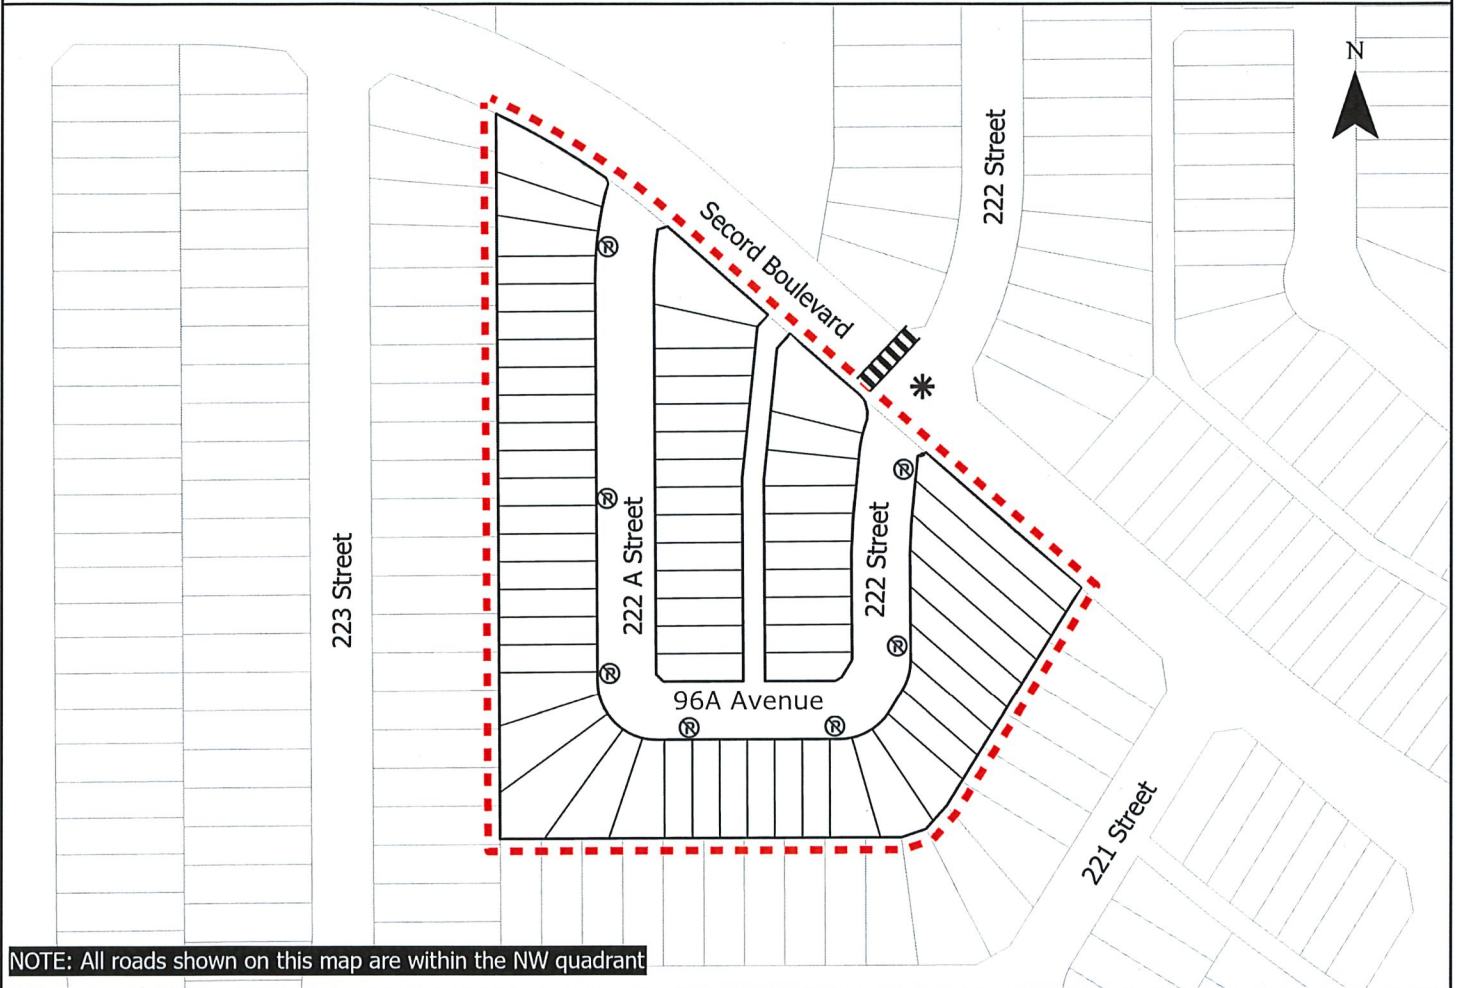 N
222 Street
Second Boulevard
223 Street
222 A Street
222 Street
96A Avenue
221 Street
NOTE: All roads shown on this map are within the NW quadrant